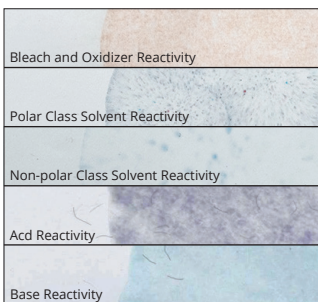 Bleach and Oxidizer Reactivity
Polar Class Solvent Reactivity
Non-polar Class Solvent Reactivity
Acd Reactivity
Base Reactivity